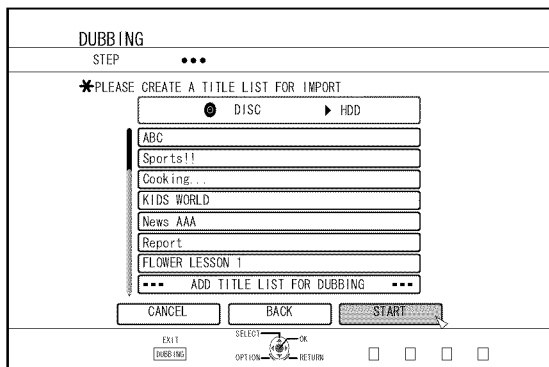 DUBBING
STEP ●●●
*PLEASE CREATE A TITLE LIST FOR IMPORT
DISC ▶ HDD
ABC
Sports!!
Cooking...
KIDS WORLD
News AAA
Report
FLOWER LESSON 1
--- ADD TITLE LIST FOR DUBBING ---
CANCEL BACK START
EXIT
DUBBING
SELECT OK
OPTION RETURN